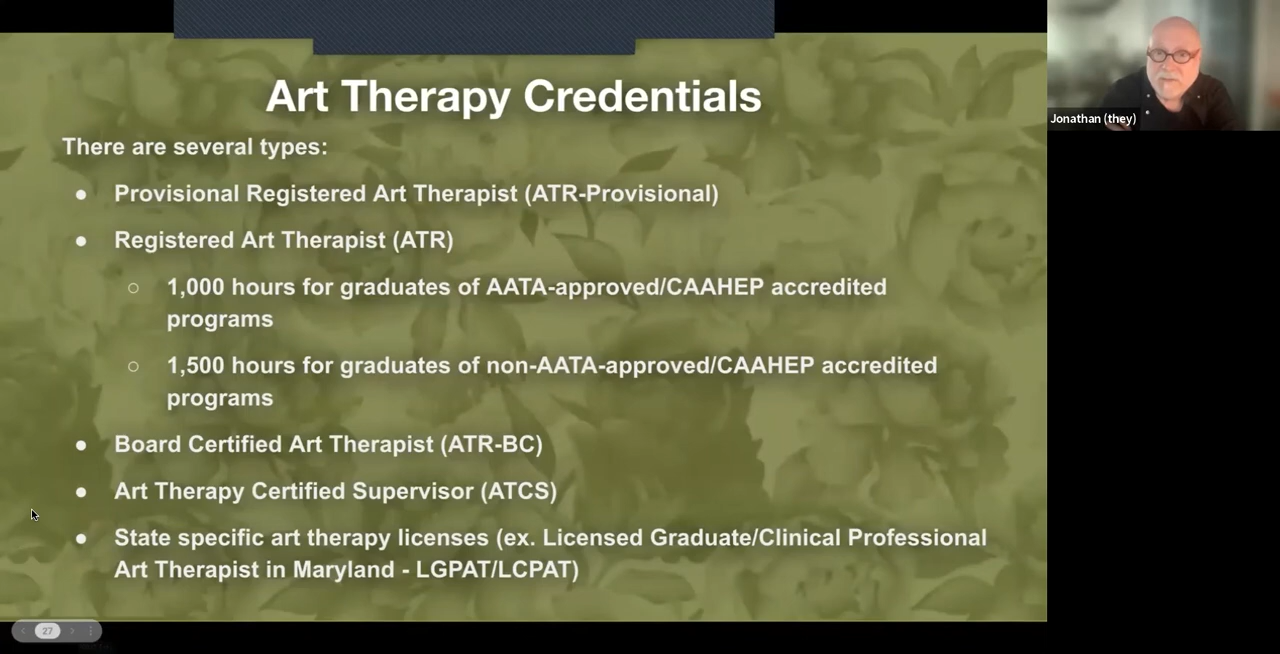 Art Therapy Credentials
There are several types:
● Provisional Registered Art Therapist (ATR-Provisional)
● Registered Art Therapist (ATR)
○ 1,000 hours for graduates of AATA-approved/CAAHEP accredited
programs
○ 1,500 hours for graduates of non-AATA-approved/CAAHEP accredited
programs
● Board Certified Art Therapist (ATR-BC)
● Art Therapy Certified Supervisor (ATCS)
● State specific art therapy licenses (ex. Licensed Graduate/Clinical Professional
Art Therapist in Maryland - LGPAT/LCPAT)
Jonathan (they)
27